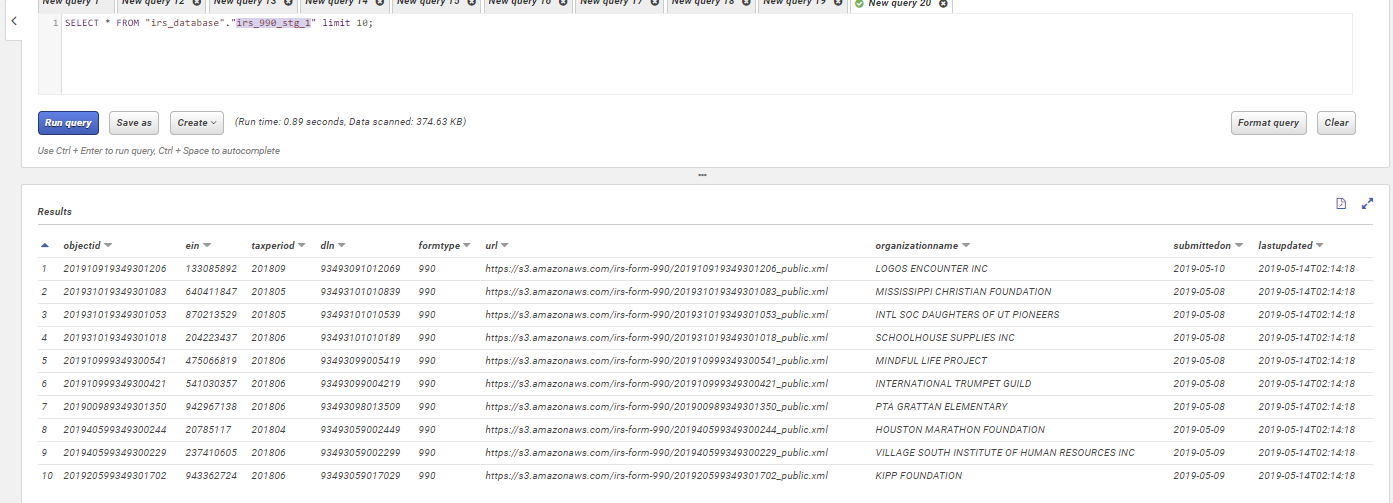 New query 1 New query 12 New query 13 New query 14 New query 15 New query 16 New query 17 New query 18 New query 19 New query 20
1 SELECT * FROM "irs_database"."irs_990_stg_1" limit 10;
Run query Save as Create (Run time: 0.89 seconds, Data scanned: 374.63 KB) Format query Clear
Use Ctrl + Enter to run query, Ctrl + Space to autocomplete
Results
objectid ein taxperiod dln formtype url organizationname submittedon lastupdated
1 201910919349301206 133085892 201809 93493091012069 990 https://s3.amazonaws.com/irs-form-990/201910919349301206_public.xml LOGOS ENCOUNTER INC 2019-05-10 2019-05-14T02:14:18
2 201931019349301083 640411847 201805 93493101010839 990 https://s3.amazonaws.com/irs-form-990/201931019349301083_public.xml MISSISSIPPI CHRISTIAN FOUNDATION 2019-05-08 2019-05-14T02:14:18
3 201931019349301053 870213529 201805 93493101010539 990 https://s3.amazonaws.com/irs-form-990/201931019349301053_public.xml INTL SOC DAUGHTERS OF UT PIONEERS 2019-05-08 2019-05-14T02:14:18
4 201931019349301018 204223437 201806 93493101010189 990 https://s3.amazonaws.com/irs-form-990/201931019349301018_public.xml SCHOOLHOUSE SUPPLIES INC 2019-05-08 2019-05-14T02:14:18
5 201910999349300541 475066819 201806 93493099005419 990 https://s3.amazonaws.com/irs-form-990/201910999349300541_public.xml MINDFUL LIFE PROJECT 2019-05-08 2019-05-14T02:14:18
6 201910999349300421 541030357 201806 93493099004219 990 https://s3.amazonaws.com/irs-form-990/201910999349300421_public.xml INTERNATIONAL TRUMPET GUILD 2019-05-08 2019-05-14T02:14:18
7 201900989349301350 942967138 201806 93493098013509 990 https://s3.amazonaws.com/irs-form-990/201900989349301350_public.xml PTA GRATTAN ELEMENTARY 2019-05-08 2019-05-14T02:14:18
8 201940599349300244 20785117 201804 93493059002449 990 https://s3.amazonaws.com/irs-form-990/201940599349300244_public.xml HOUSTON MARATHON FOUNDATION 2019-05-09 2019-05-14T02:14:18
9 201940599349300229 237410605 201806 93493059002299 990 https://s3.amazonaws.com/irs-form-990/201940599349300229_public.xml VILLAGE SOUTH INSTITUTE OF HUMAN RESOURCES INC 2019-05-09 2019-05-14T02:14:18
10 201920599349301702 943362724 201806 93493059017029 990 https://s3.amazonaws.com/irs-form-990/201920599349301702_public.xml KIPP FOUNDATION 2019-05-09 2019-05-14T02:14:18